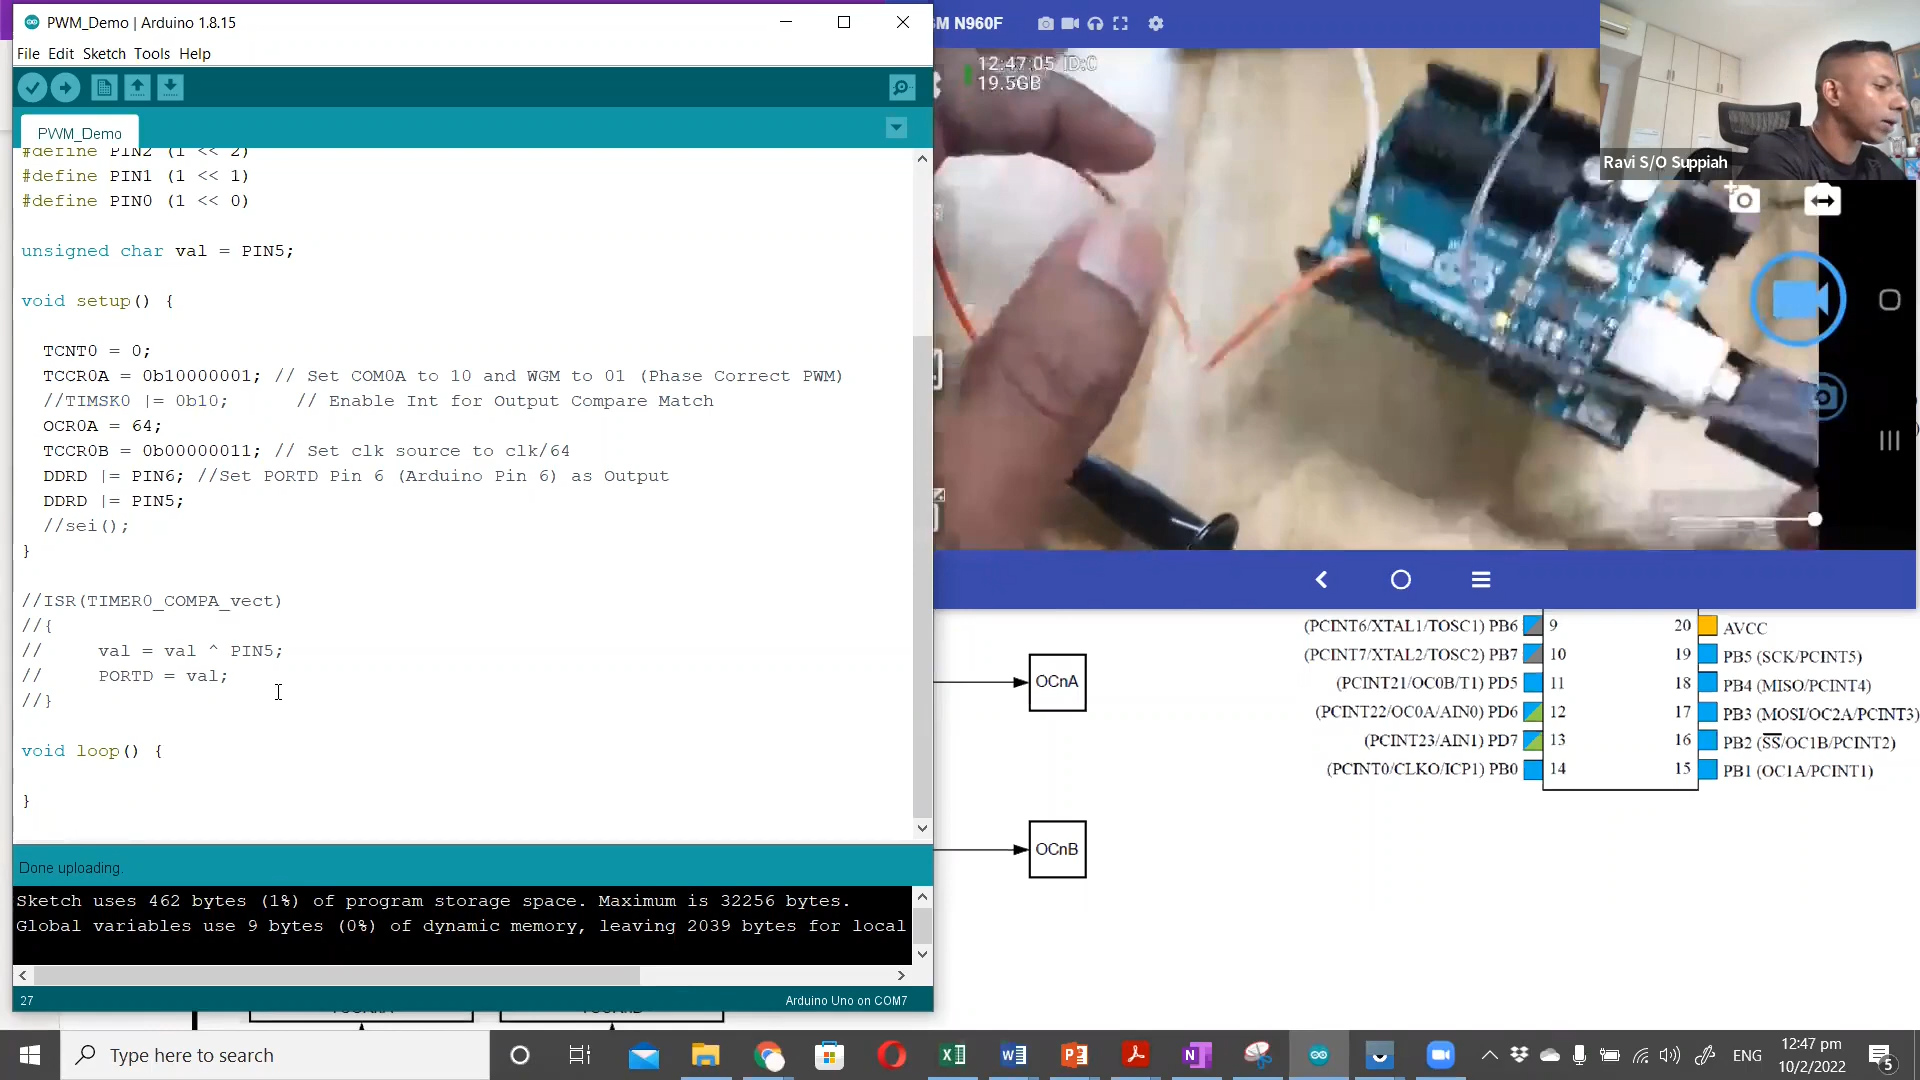 PWM_Demo | Arduino 1.8.15
File Edit Sketch Tools Help
PWM_Demo
#define PIN2 (1 << 2)
#define PIN1 (1 << 1)
#define PIN0 (1 << 0)
unsigned char val = PIN5;
void setup() {
TCNT0 = 0;
TCCR0A = 0b10000001; // Set COM0A to 10 and WGM to 01 (Phase Correct PWM)
//TIMSK0 |= 0b10; // Enable Int for Output Compare Match
OCR0A = 64;
TCCR0B = 0b00000011; // Set clk source to clk/64
DDRD |= PIN6; //Set PORTD Pin 6 (Arduino Pin 6) as Output
DDRD |= PIN5;
//sei();
}
//ISR(TIMER0_COMPA_vect)
//{
// val = val ^ PIN5;
// PORTD = val;
//}
void loop() {
}
Done uploading.
Sketch uses 462 bytes (1%) of program storage space. Maximum is 32256 bytes.
Global variables use 9 bytes (0%) of dynamic memory, leaving 2039 bytes for local
27
Arduino Uno on COM7
SM N960F
12:47:05 ID:0
19.5GB
Ravi S/O Suppiah
OCnA
OCnB
(PCINT6/XTAL1/TOSC1) PB6 9
(PCINT7/XTAL2/TOSC2) PB7 10
(PCINT21/OC0B/T1) PD5 11
(PCINT22/OC0A/AIN0) PD6 12
(PCINT23/AIN1) PD7 13
(PCINT0/CLKO/ICP1) PB0 14
20 AVCC
19 PB5 (SCK/PCINT5)
18 PB4 (MISO/PCINT4)
17 PB3 (MOSI/OC2A/PCINT3)
16 PB2 (SS/OC1B/PCINT2)
15 PB1 (OC1A/PCINT1)
Type here to search
ENG
12:47 pm
10/2/2022
5